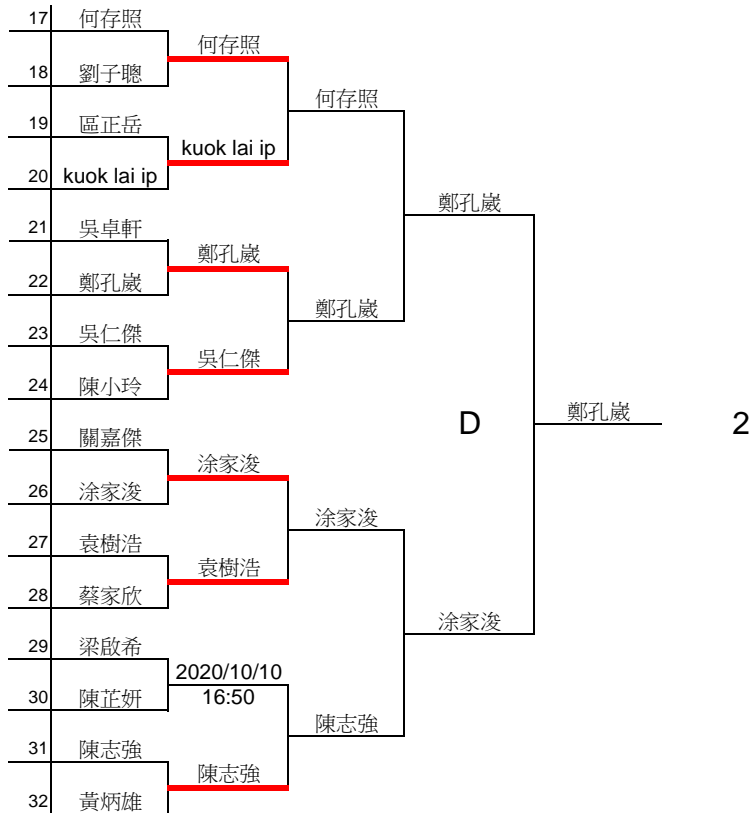 17 何存照
何存照
18 劉子聰
何存照
19 區正岳
kuok lai ip
20 kuok lai ip
鄭孔崴
21 吳卓軒
鄭孔崴
22 鄭孔崴
鄭孔崴
23 吳仁傑
吳仁傑
24 陳小玲
D 鄭孔崴 2
25 關嘉傑
涂家浚
26 涂家浚
涂家浚
27 袁樹浩
袁樹浩
28 蔡家欣
涂家浚
29 梁啟希
2020/10/10
30 陳芷妍 16:50
陳志強
31 陳志強
陳志強
32 黃炳雄